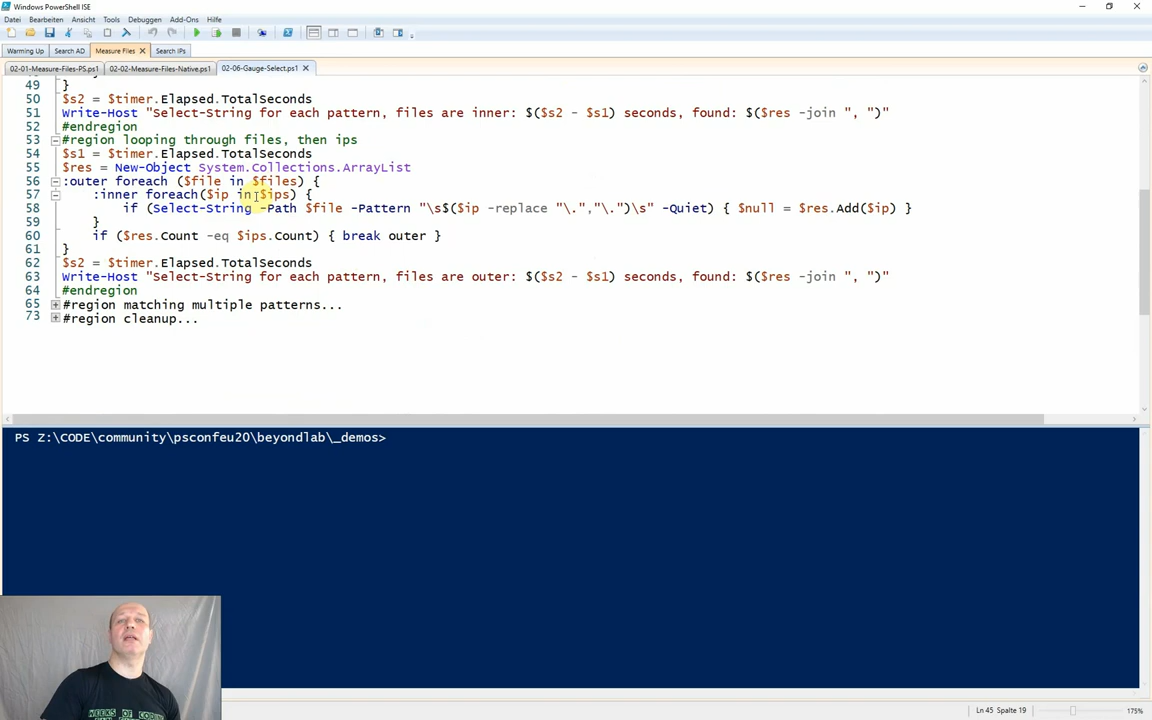 Windows PowerShell ISE
Datei Bearbeiten Ansicht Tools Debuggen Add-Ons Hilfe
Warming Up Search AD Measure Files Search IPs
02-01-Measure-Files-PS.ps1 02-02-Measure-Files-Native.ps1 02-06-Gauge-Select.ps1
49 }
50 $s2 = $timer.Elapsed.TotalSeconds
51 Write-Host "Select-String for each pattern, files are inner: $($s2 - $s1) seconds, found: $($res -join ", ")"
52 #endregion
53 #region looping through files, then ips
54 $s1 = $timer.Elapsed.TotalSeconds
55 $res = New-Object System.Collections.ArrayList
56 :outer foreach ($file in $files) {
57 :inner foreach($ip in $ips) {
58 if (Select-String -Path $file -Pattern "\s$($ip -replace "\.","\.")\s" -Quiet) { $null = $res.Add($ip) }
59 }
60 if ($res.Count -eq $ips.Count) { break outer }
61 }
62 $s2 = $timer.Elapsed.TotalSeconds
63 Write-Host "Select-String for each pattern, files are outer: $($s2 - $s1) seconds, found: $($res -join ", ")"
64 #endregion
65 #region matching multiple patterns...
73 #region cleanup...
PS Z:\CODE\community\psconfeu20\beyondlab\_demos>
WEEKS OF CODING
Ln 45 Spalte 19 175%